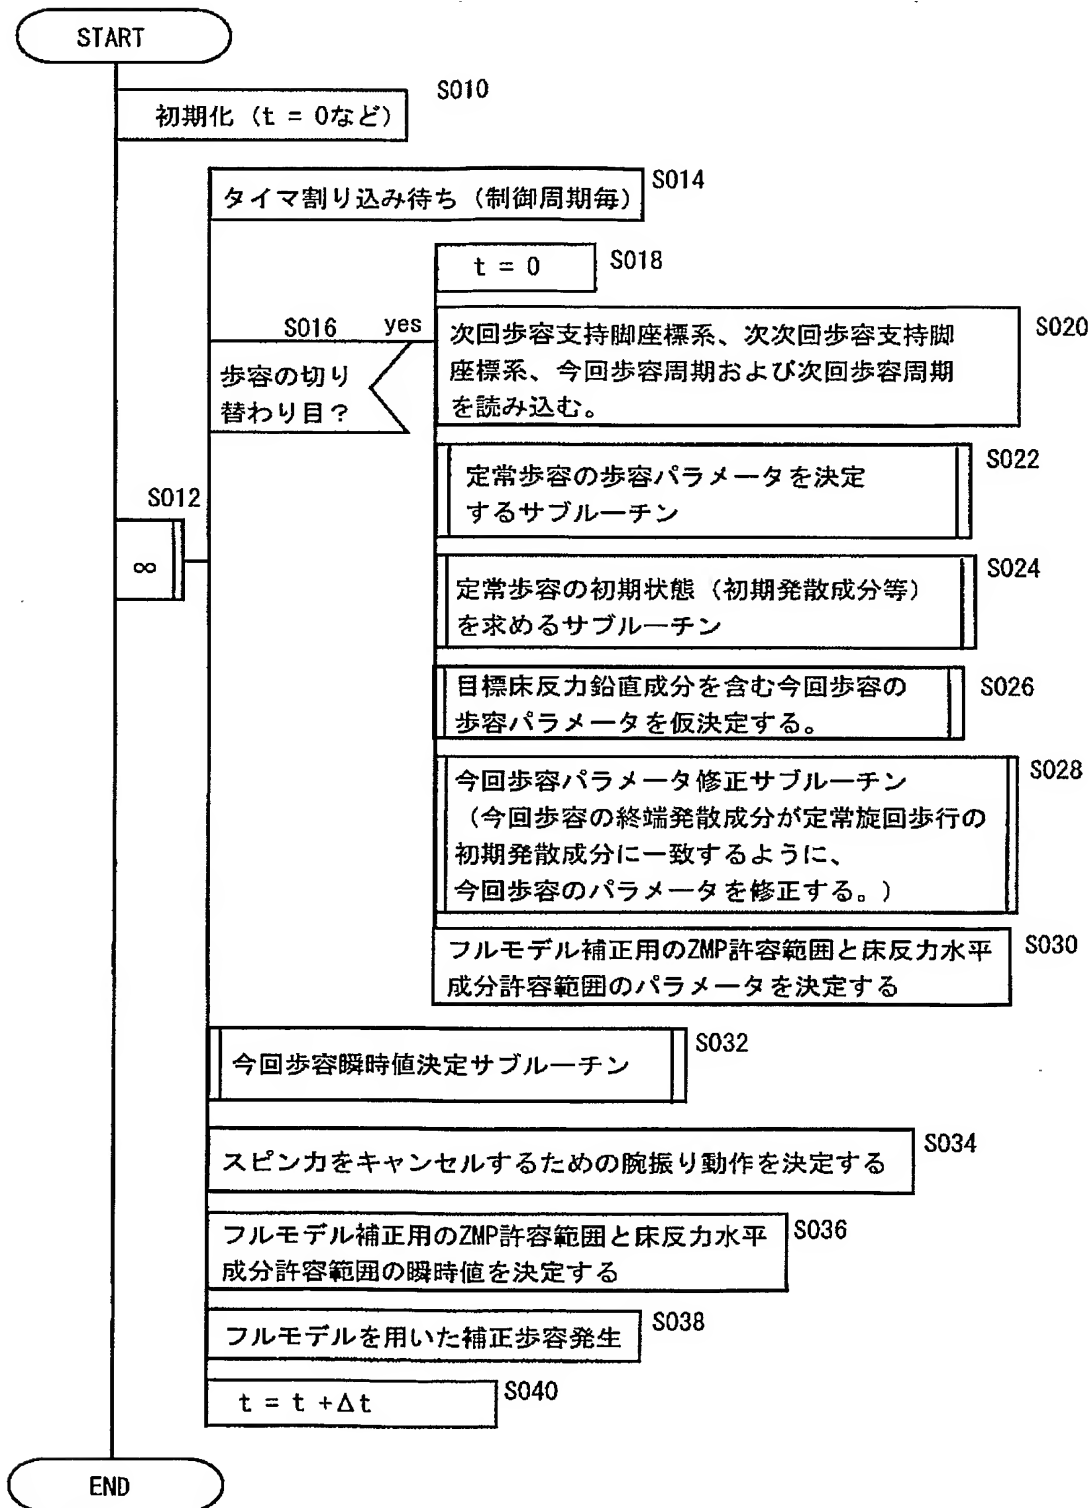 START
S010
初期化 (t = 0など)
S014
タイマ割り込み待ち (制御周期毎)
t = 0
S018
S016 yes
歩容の切り
替わり目?
S020
次回歩容支持脚座標系、次次回歩容支持脚
座標系、今回歩容周期および次回歩容周期
を読み込む。
S022
定常歩容の歩容パラメータを決定
するサブルーチン
S012
∞
S024
定常歩容の初期状態 (初期発散成分等)
を求めるサブルーチン
S026
目標床反力鉛直成分を含む今回歩容の
歩容パラメータを仮決定する。
S028
今回歩容パラメータ修正サブルーチン
(今回歩容の終端発散成分が定常旋回歩行の
初期発散成分に一致するように、
今回歩容のパラメータを修正する。)
S030
フルモデル補正用のZMP許容範囲と床反力水平
成分許容範囲のパラメータを決定する
S032
今回歩容瞬時値決定サブルーチン
S034
スピン力をキャンセルするための腕振り動作を決定する
S036
フルモデル補正用のZMP許容範囲と床反力水平
成分許容範囲の瞬時値を決定する
S038
フルモデルを用いた補正歩容発生
S040
t = t +Δt
END